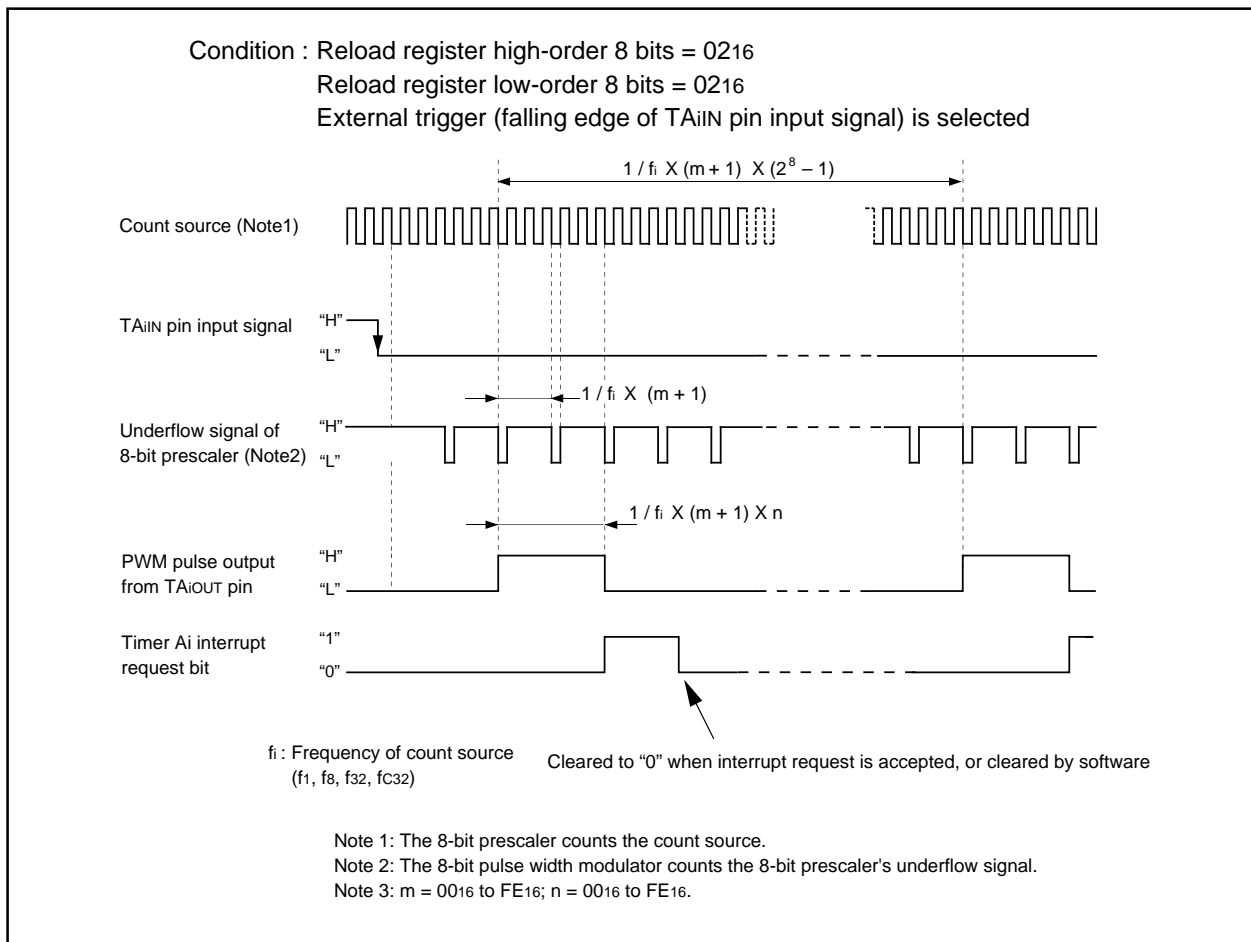 Condition : Reload register high-order 8 bits = 0216
Reload register low-order 8 bits = 0216
External trigger (falling edge of TAiIN pin input signal) is selected
1 / fi X (m + 1) X (2^8 – 1)
Count source (Note1)
TAiIN pin input signal
“H”
“L”
1 / fi X (m + 1)
Underflow signal of
8-bit prescaler (Note2)
“H”
“L”
1 / fi X (m + 1) X n
PWM pulse output
from TAiOUT pin
“H”
“L”
Timer Ai interrupt
request bit
“1”
“0”
fi : Frequency of count source
(f1, f8, f32, fC32)
Cleared to “0” when interrupt request is accepted, or cleared by software
Note 1: The 8-bit prescaler counts the count source.
Note 2: The 8-bit pulse width modulator counts the 8-bit prescaler's underflow signal.
Note 3: m = 0016 to FE16; n = 0016 to FE16.